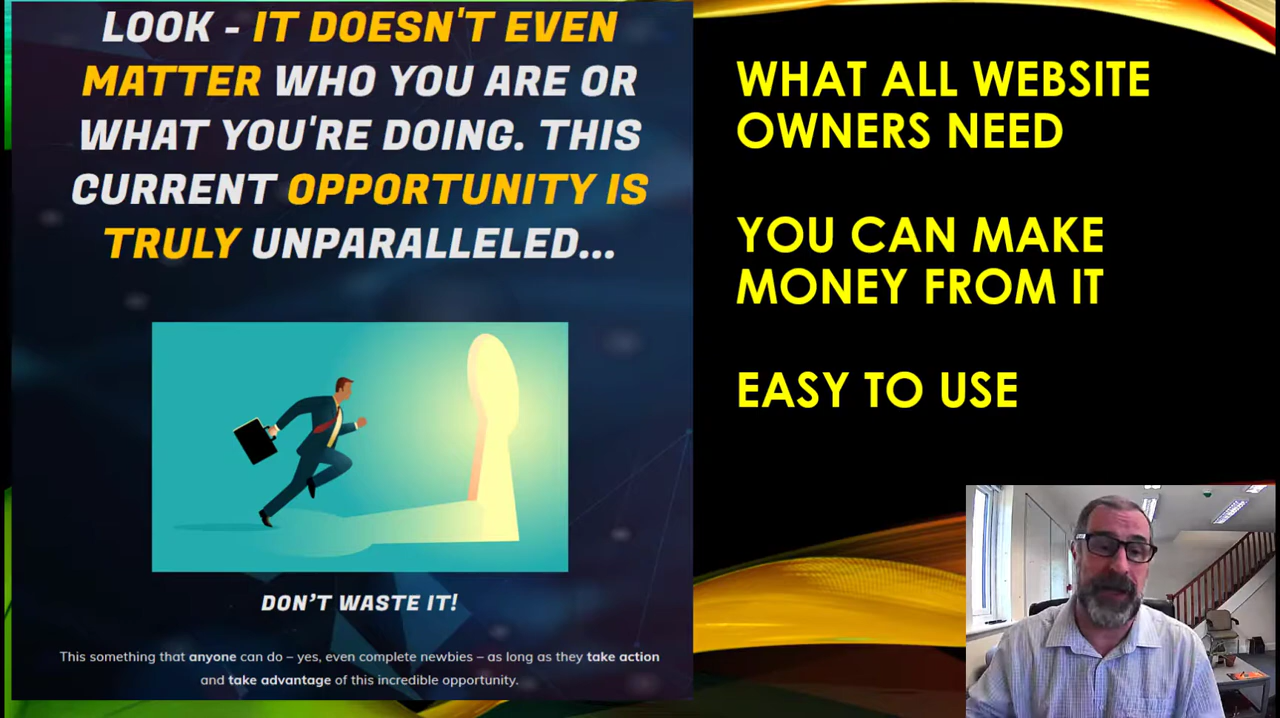 LOOK - IT DOESN'T EVEN
MATTER WHO YOU ARE OR
WHAT YOU'RE DOING. THIS
CURRENT OPPORTUNITY IS
TRULY UNPARALLELED...
DON'T WASTE IT!
This something that anyone can do – yes, even complete newbies – as long as they take action
and take advantage of this incredible opportunity.
WHAT ALL WEBSITE
OWNERS NEED
YOU CAN MAKE
MONEY FROM IT
EASY TO USE